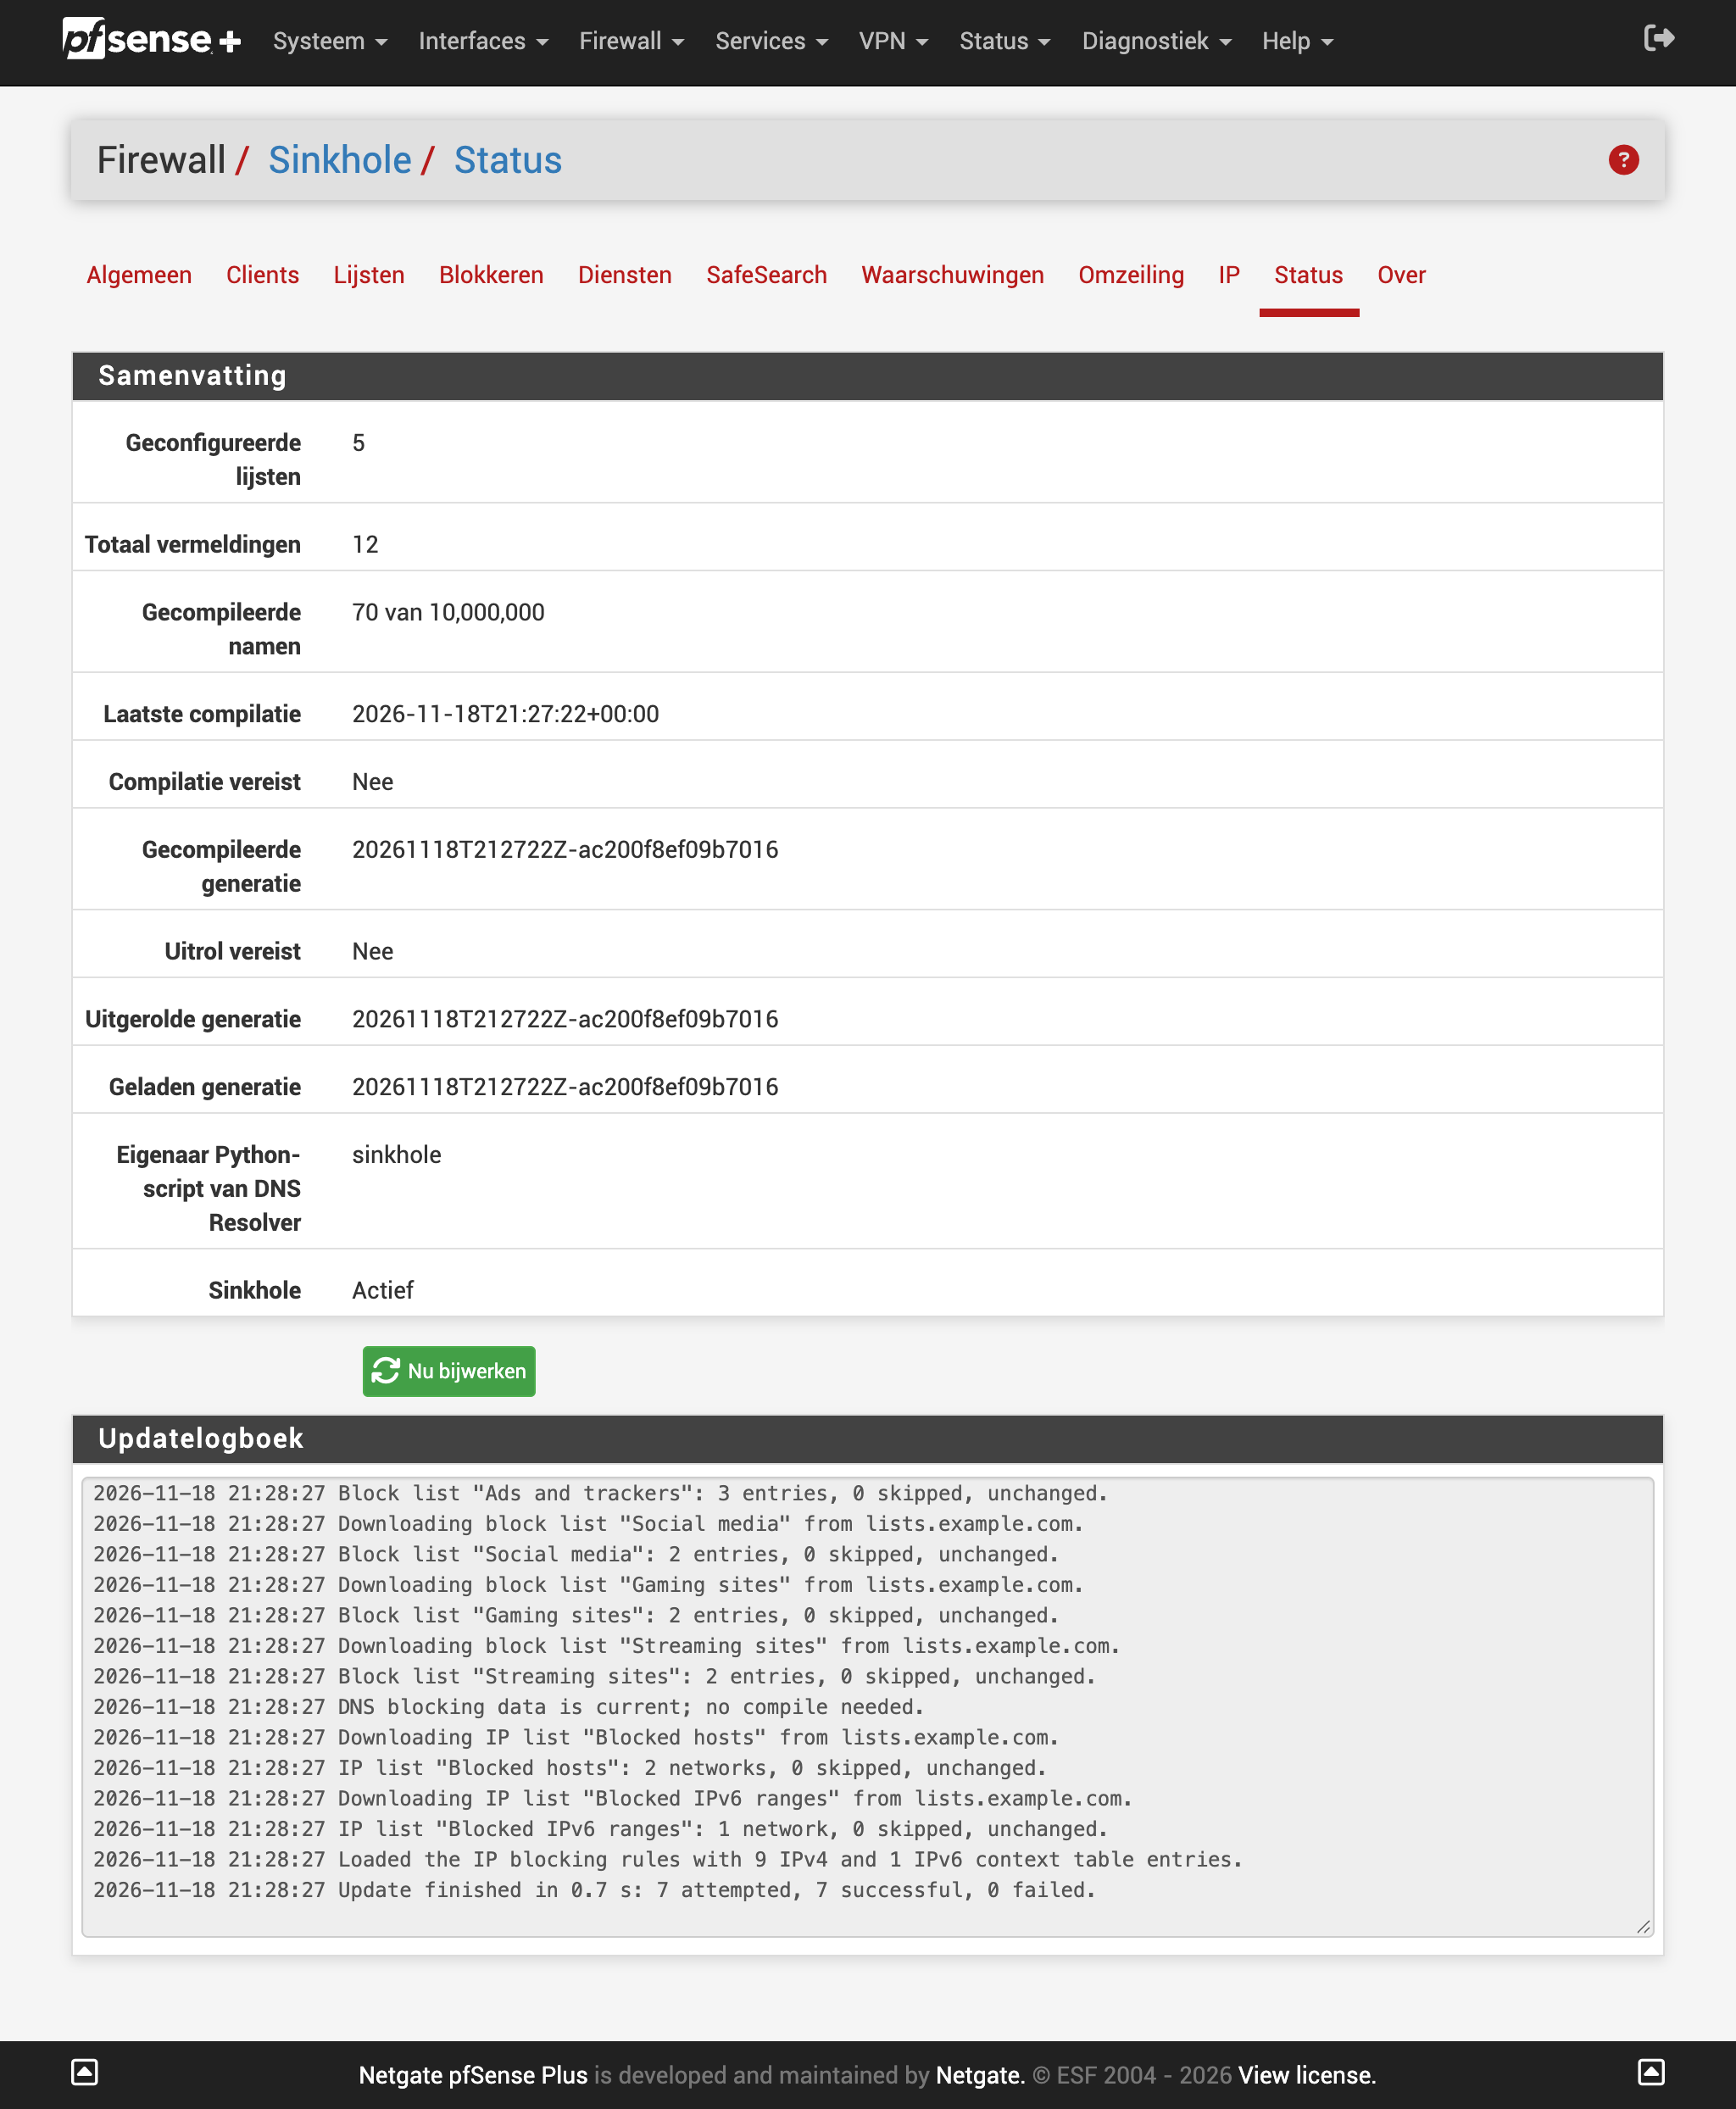 pfsense +
Systeem Interfaces Firewall Services VPN Status Diagnostiek Help
Firewall / Sinkhole / Status
?
Algemeen Clients Lijsten Blokkeren Diensten SafeSearch Waarschuwingen Omzeiling IP Status Over
Samenvatting
Geconfigureerde lijsten 5
Totaal vermeldingen 12
Gecompileerde namen 70 van 10,000,000
Laatste compilatie 2026-11-18T21:27:22+00:00
Compilatie vereist Nee
Gecompileerde generatie 20261118T212722Z-ac200f8ef09b7016
Uitrol vereist Nee
Uitgerolde generatie 20261118T212722Z-ac200f8ef09b7016
Geladen generatie 20261118T212722Z-ac200f8ef09b7016
Eigenaar Python-script van DNS Resolver sinkhole
Sinkhole Actief
Nu bijwerken
Updatelogboek
2026-11-18 21:28:27 Block list "Ads and trackers": 3 entries, 0 skipped, unchanged.
2026-11-18 21:28:27 Downloading block list "Social media" from lists.example.com.
2026-11-18 21:28:27 Block list "Social media": 2 entries, 0 skipped, unchanged.
2026-11-18 21:28:27 Downloading block list "Gaming sites" from lists.example.com.
2026-11-18 21:28:27 Block list "Gaming sites": 2 entries, 0 skipped, unchanged.
2026-11-18 21:28:27 Downloading block list "Streaming sites" from lists.example.com.
2026-11-18 21:28:27 Block list "Streaming sites": 2 entries, 0 skipped, unchanged.
2026-11-18 21:28:27 DNS blocking data is current; no compile needed.
2026-11-18 21:28:27 Downloading IP list "Blocked hosts" from lists.example.com.
2026-11-18 21:28:27 IP list "Blocked hosts": 2 networks, 0 skipped, unchanged.
2026-11-18 21:28:27 Downloading IP list "Blocked IPv6 ranges" from lists.example.com.
2026-11-18 21:28:27 IP list "Blocked IPv6 ranges": 1 network, 0 skipped, unchanged.
2026-11-18 21:28:27 Loaded the IP blocking rules with 9 IPv4 and 1 IPv6 context table entries.
2026-11-18 21:28:27 Update finished in 0.7 s: 7 attempted, 7 successful, 0 failed.
Netgate pfSense Plus is developed and maintained by Netgate. © ESF 2004 - 2026 View license.